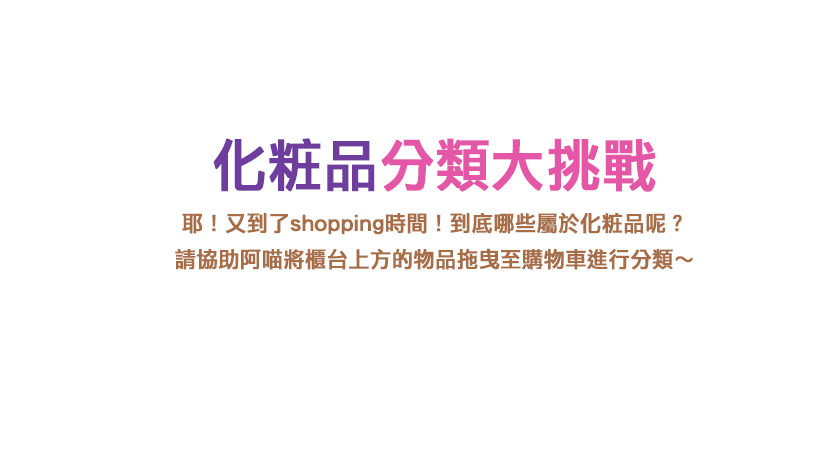 化粧品分類大挑戰
耶！又到了shopping時間！到底哪些屬於化粧品呢？
請協助阿喵將櫃台上方的物品拖曳至購物車進行分類～